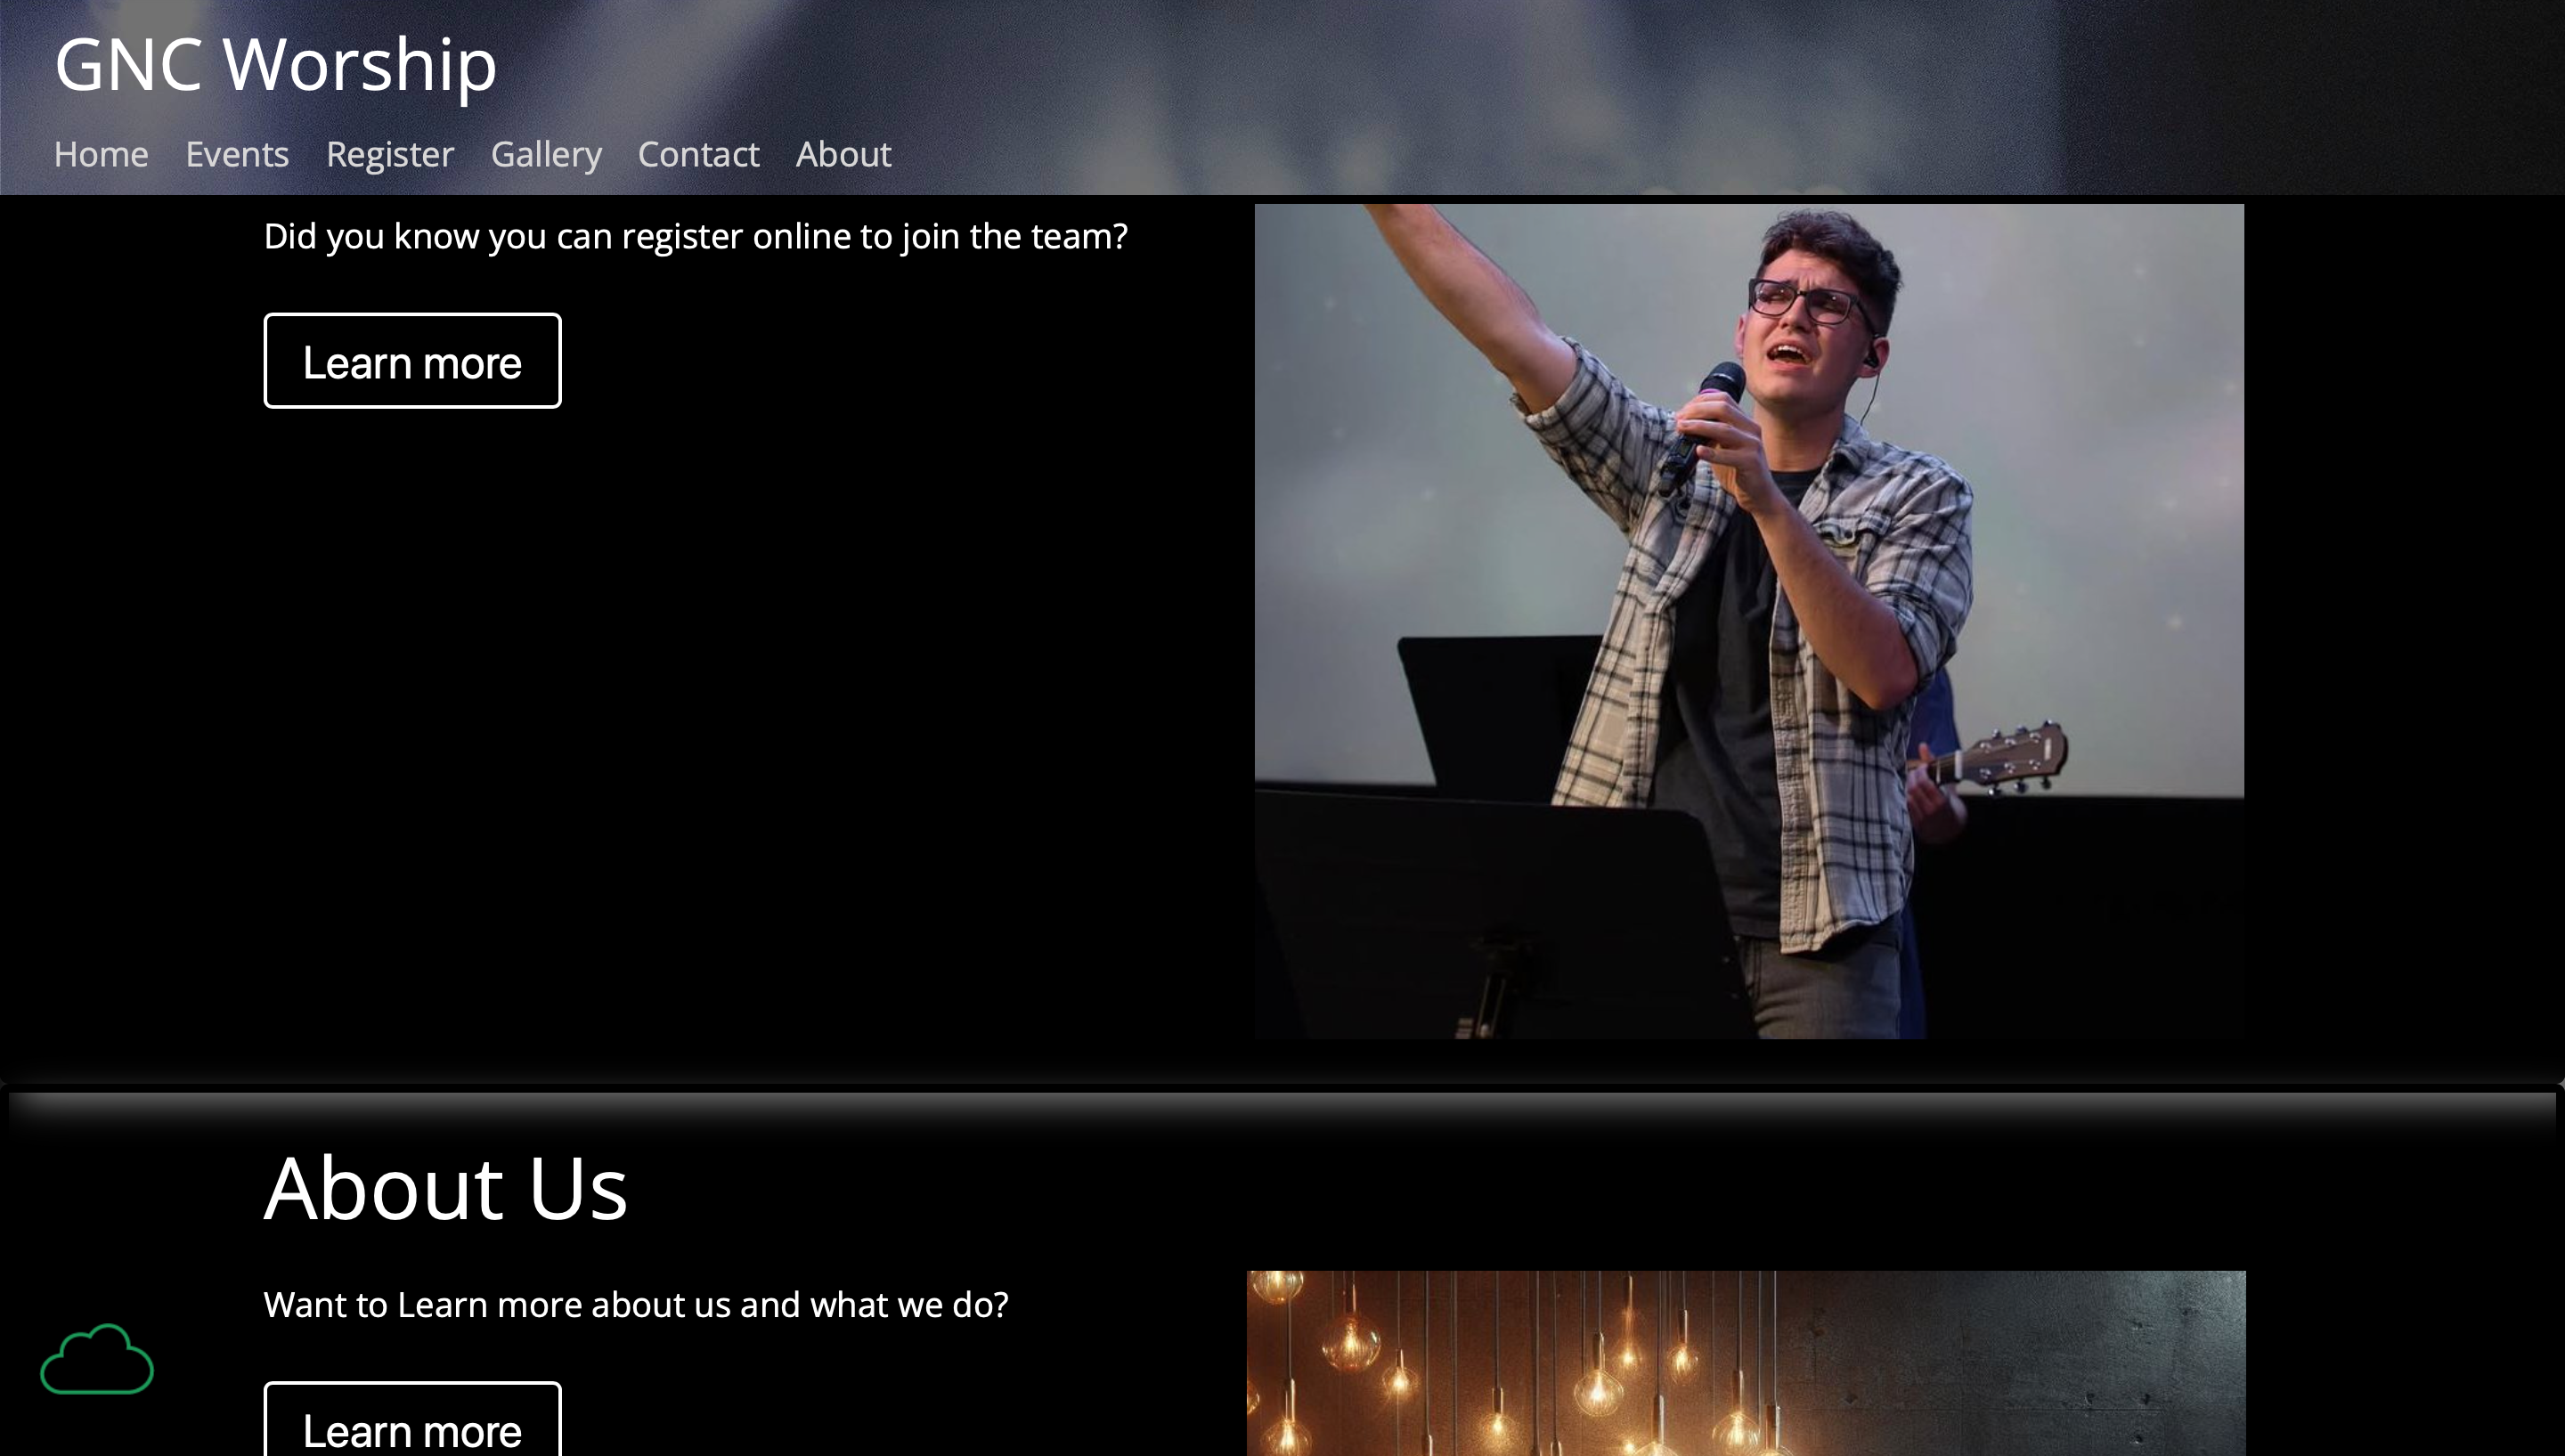 GNC Worship
Home Events Register Gallery Contact About
Did you know you can register online to join the team?
Learn more
About Us
Want to Learn more about us and what we do?
Learn more